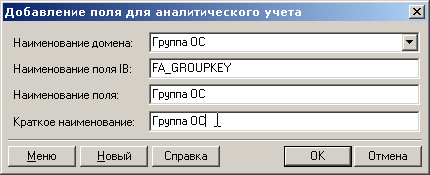 Добавление поля для аналитического учета
Наименование домена: Группа ОС
Наименование поля IB: FA_GROUPKEY
Наименование поля: Группа ОС
Краткое наименование: Группа ОС
Меню Новый Справка OK Отмена